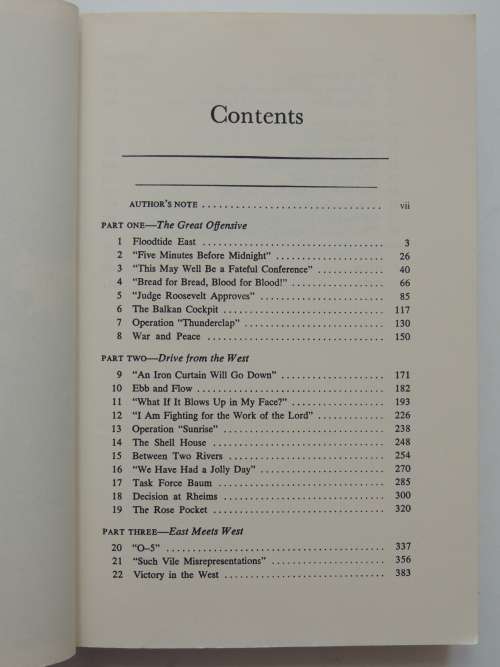 Contents
AUTHOR'S NOTE ................................ vii
PART ONE—The Great Offensive
1 Floodtide East ................................ 3
2 "Five Minutes Before Midnight" ................................ 26
3 "This May Well Be a Fateful Conference" ................................ 40
4 "Bread for Bread, Blood for Blood!" ................................ 66
5 "Judge Roosevelt Approves" ................................ 85
6 The Balkan Cockpit ................................ 117
7 Operation "Thunderclap" ................................ 130
8 War and Peace ................................ 150
PART TWO—Drive from the West
9 "An Iron Curtain Will Go Down" ................................ 171
10 Ebb and Flow ................................ 182
11 "What If It Blows Up in My Face?" ................................ 193
12 "I Am Fighting for the Work of the Lord" ................................ 226
13 Operation "Sunrise" ................................ 238
14 The Shell House ................................ 248
15 Between Two Rivers ................................ 254
16 "We Have Had a Jolly Day" ................................ 270
17 Task Force Baum ................................ 285
18 Decision at Rheims ................................ 300
19 The Rose Pocket ................................ 320
PART THREE—East Meets West
20 "O–5" ................................ 337
21 "Such Vile Misrepresentations" ................................ 356
22 Victory in the West ................................ 383